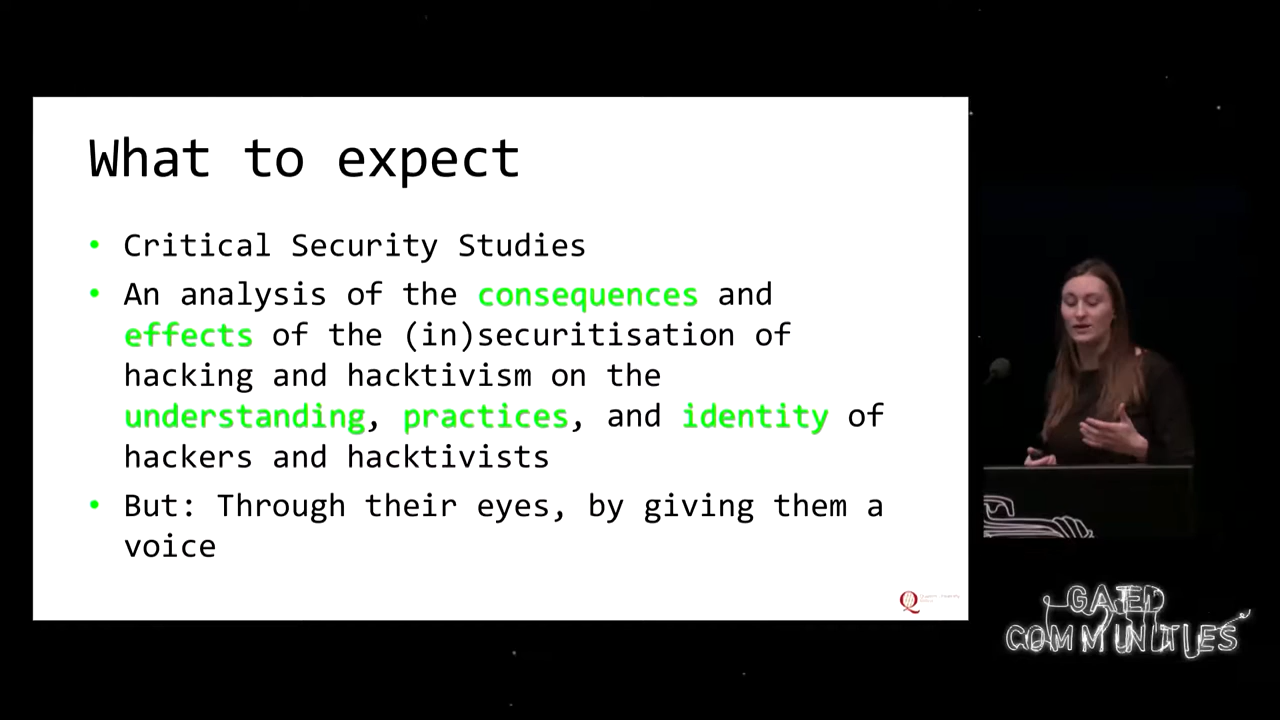 What to expect
• Critical Security Studies
• An analysis of the consequences and
effects of the (in)securitisation of
hacking and hacktivism on the
understanding, practices, and identity of
hackers and hacktivists
• But: Through their eyes, by giving them a
voice
GATED
COMMUNITIES